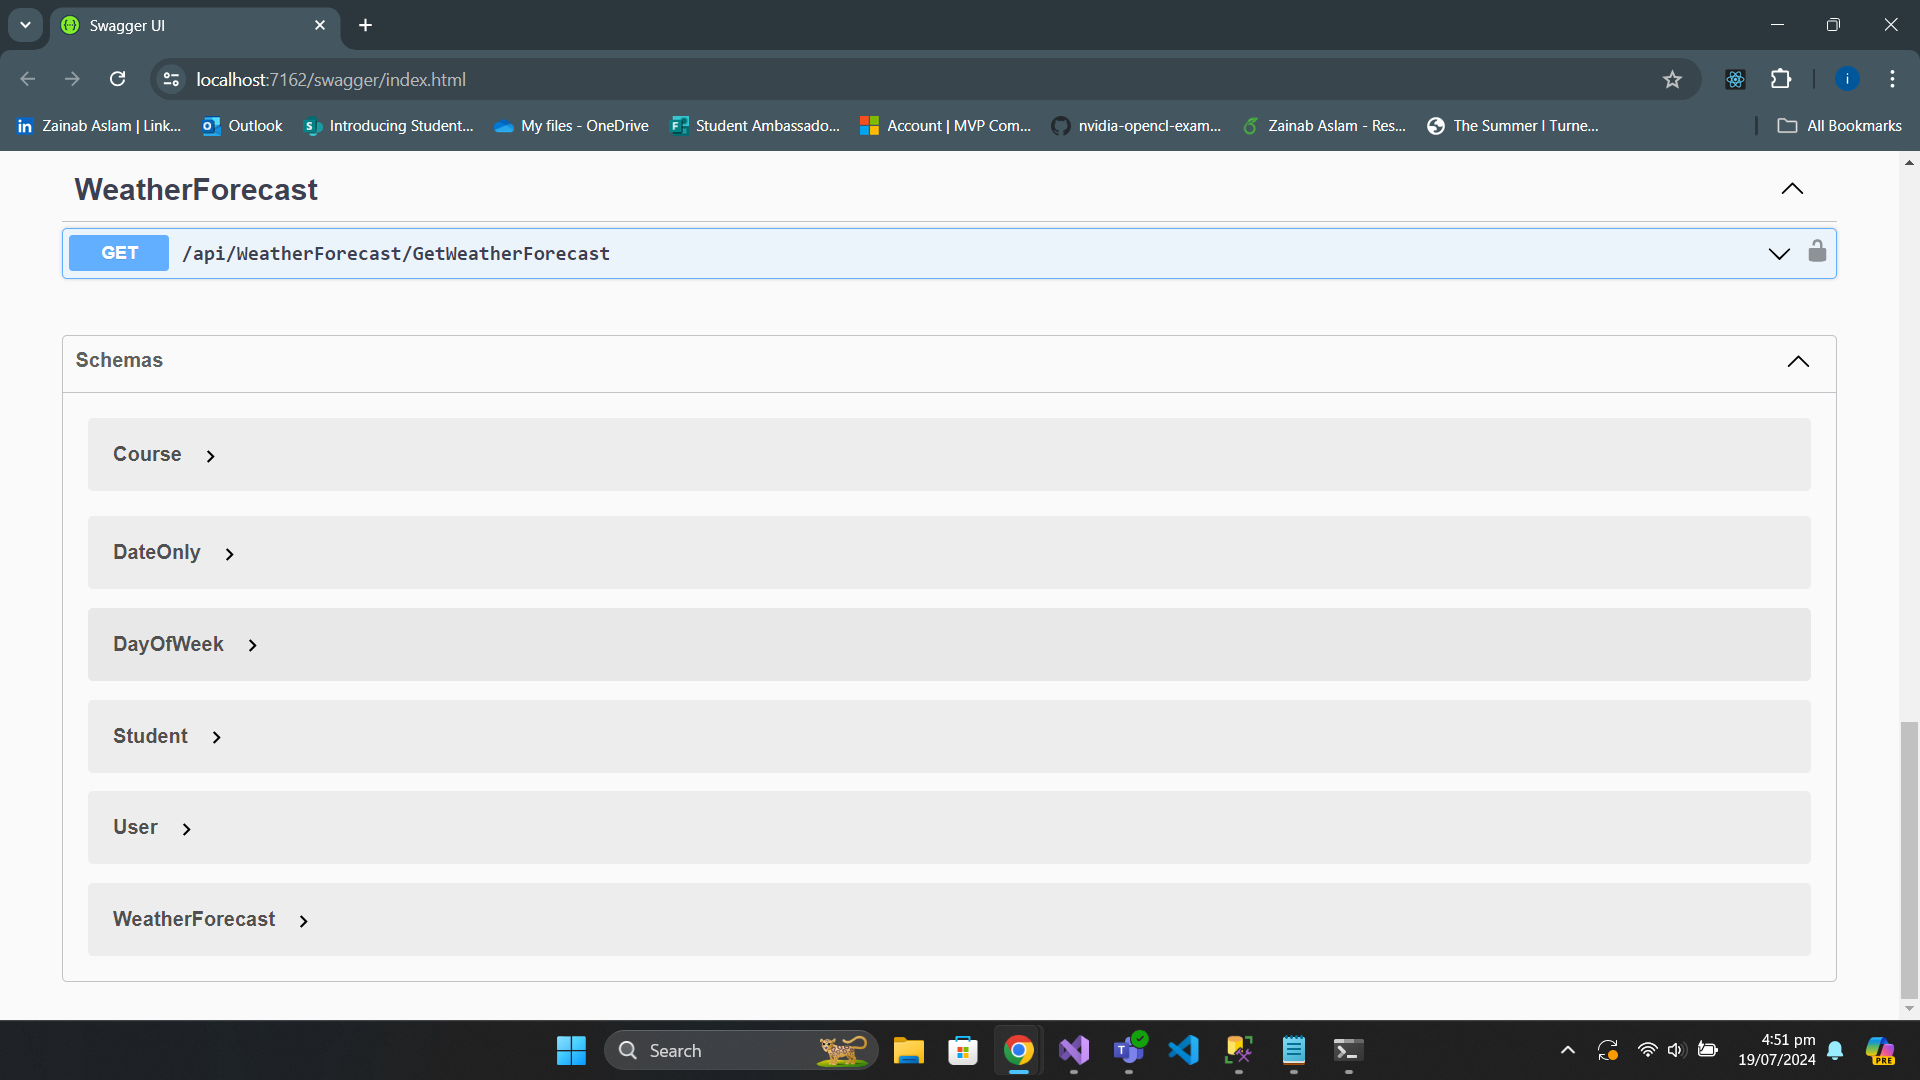 Swagger UI
localhost:7162/swagger/index.html
Zainab Aslam | Link... Outlook Introducing Student... My files - OneDrive Student Ambassado... Account | MVP Com... nvidia-opencl-exam... Zainab Aslam - Res... The Summer I Turne... All Bookmarks
WeatherForecast
GET /api/WeatherForecast/GetWeatherForecast
Schemas
Course
DateOnly
DayOfWeek
Student
User
WeatherForecast
Search
4:51 pm
19/07/2024
PRE